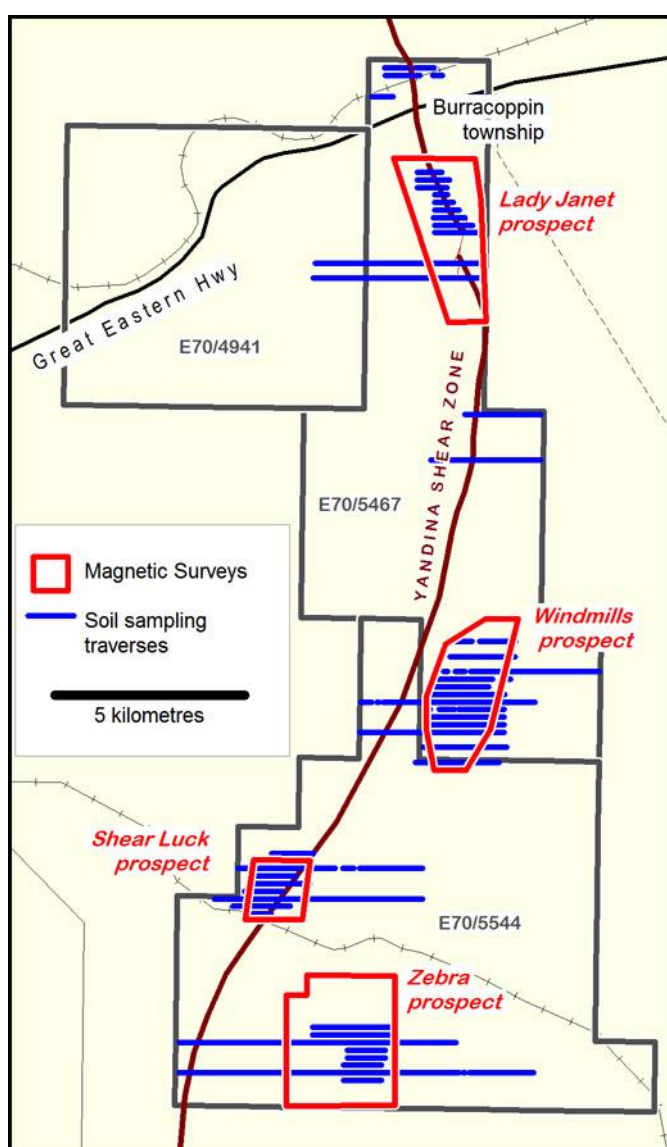 Burracoppin
township
Lady Janet
prospect
Great Eastern Hwy
E70/4941
YANDINA SHEAR ZONE
E70/5467
Magnetic Surveys
Soil sampling
traverses
5 kilometres
Windmills
prospect
Shear Luck
prospect
E70/5544
Zebra
prospect